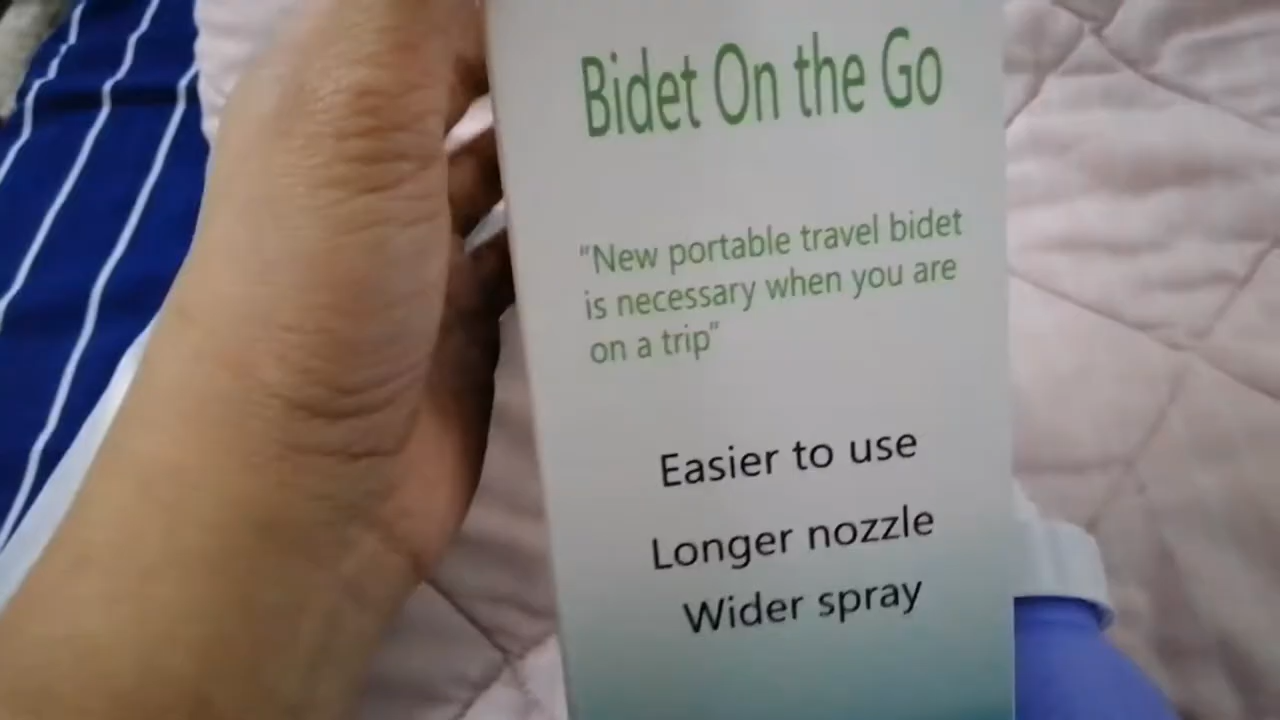 Bidet On the Go
"New portable travel bidet
is necessary when you are
on a trip"
Easier to use
Longer nozzle
Wider spray